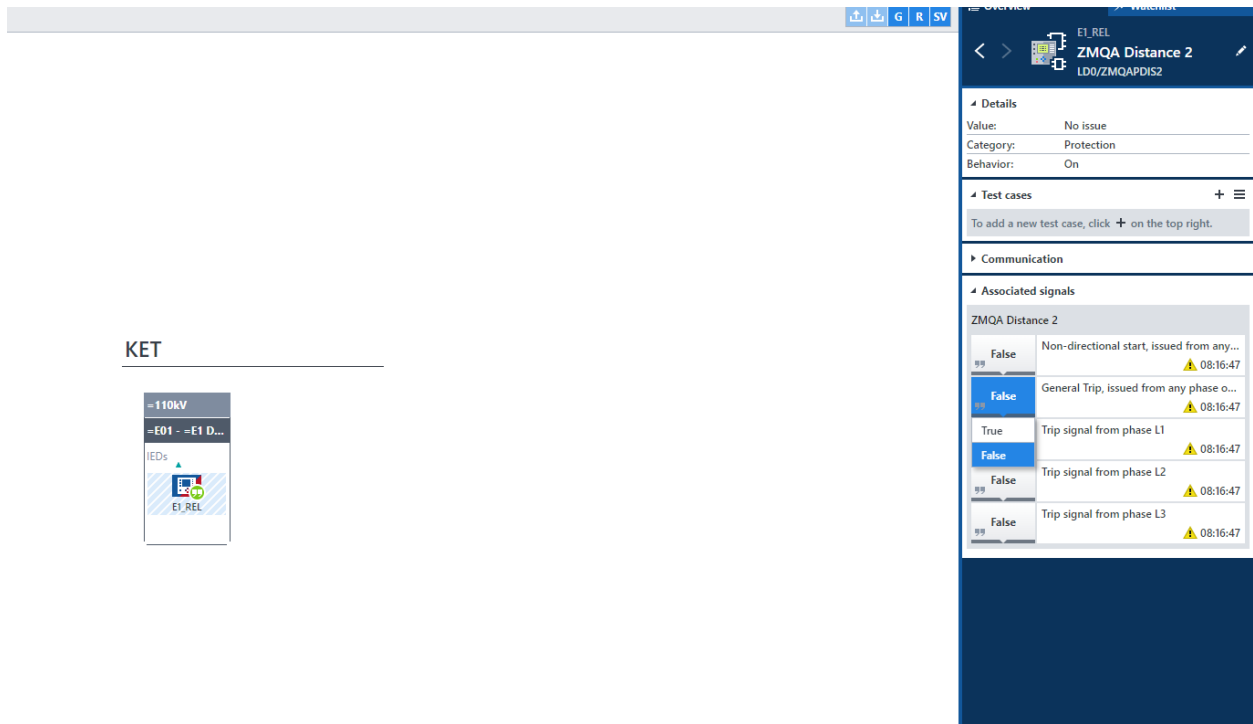 G R SV
Overview
Watchlist
E1_REL
ZMQA Distance 2
LD0/ZMQAPDIS2
Details
Value: No issue
Category: Protection
Behavior: On
Test cases
To add a new test case, click + on the top right.
Communication
Associated signals
ZMQA Distance 2
False
Non-directional start, issued from any...
08:16:47
False
General Trip, issued from any phase o...
08:16:47
True
False
Trip signal from phase L1
08:16:47
False
Trip signal from phase L2
08:16:47
False
Trip signal from phase L3
08:16:47
KET
=110kV
=E01 - =E1 D...
IEDs
E1_REL